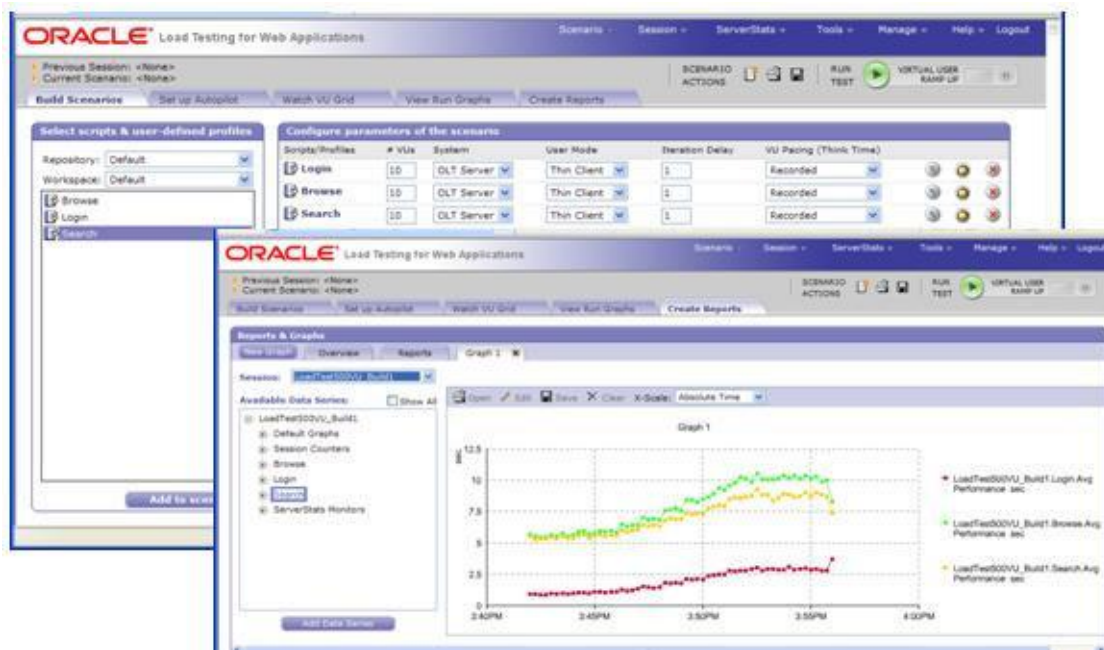 ORACLE® Load Testing for Web Applications
Scenario Session ServerStats Tools Manage Help Logout
Previous Session: <None>
Current Scenario: <None>
SCENARIO ACTIONS
RUN TEST
VIRTUAL USER RAMP UP
Build Scenarios Set up Autopilot Watch VU Grid View Run Graphs Create Reports
Select scripts & user-defined profiles
Repository: Default
Workspace: Default
Browse
Login
Search
Add to scen
Configure parameters of the scenario
Scripts/Profiles # VUs System User Mode Iteration Delay VU Pacing (Think Time)
Login 10 OLT Server Thin Client 1 Recorded
Browse 10 OLT Server Thin Client 1 Recorded
Search 10 OLT Server Thin Client 1 Recorded
ORACLE® Load Testing for Web Applications
Scenario Session ServerStats Tools Manage Help Logout
Previous Session: <None>
Current Scenario: <None>
SCENARIO ACTIONS
RUN TEST
VIRTUAL USER RAMP UP
Build Scenarios Set up Autopilot Watch VU Grid View Run Graphs Create Reports
Reports & Graphs
New Graph Overview Reports Graph 1
Session: LoadTest500VU_Build1
Available Data Series: Show All
LoadTest500VU_Build1
Default Graphs
Session Counters
Browse
Login
Search
ServerStats Monitors
Add Data Series
Open Edit Save Clear X-Scale: Absolute Time
Graph 1
sec
12.5
10
7.5
5
2.5
0
2:40PM 3:45PM 3:50PM 3:55PM 4:00PM
LoadTest500VU_Build1.Login.Avg
Performance sec
LoadTest500VU_Build1.Browse.Avg
Performance sec
LoadTest500VU_Build1.Search.Avg
Performance sec